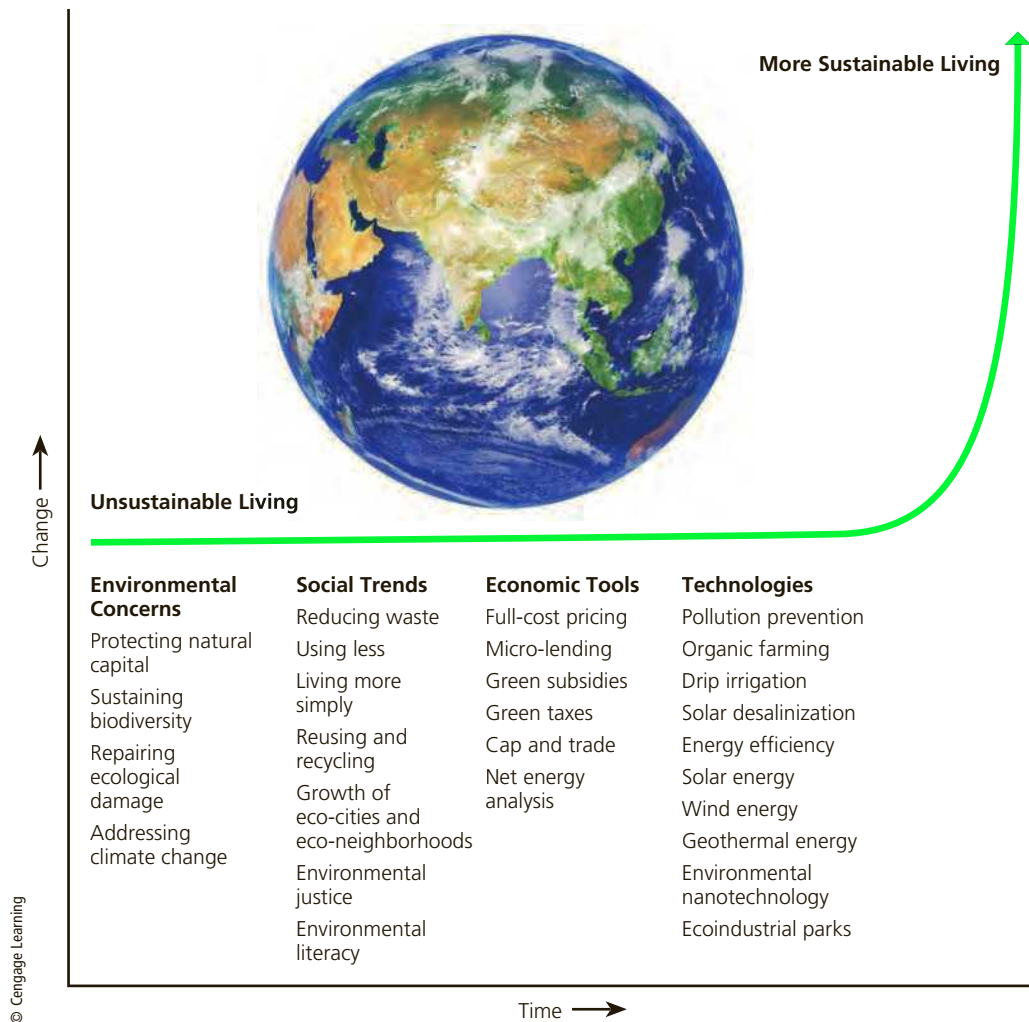 More Sustainable Living
Unsustainable Living
Change
Environmental
Concerns
Protecting natural
capital
Sustaining
biodiversity
Repairing
ecological
damage
Addressing
climate change
Social Trends
Reducing waste
Using less
Living more
simply
Reusing and
recycling
Growth of
eco-cities and
eco-neighborhoods
Environmental
justice
Environmental
literacy
Economic Tools
Full-cost pricing
Micro-lending
Green subsidies
Green taxes
Cap and trade
Net energy
analysis
Technologies
Pollution prevention
Organic farming
Drip irrigation
Solar desalinization
Energy efficiency
Solar energy
Wind energy
Geothermal energy
Environmental
nanotechnology
Ecoindustrial parks
Time
© Cengage Learning